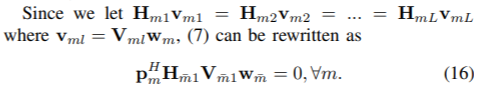 Since we let H_{m1}v_{m1} = H_{m2}v_{m2} = ... = H_{mL}v_{mL}
where v_{ml} = V_{ml}w_m, (7) can be rewritten as
p_m^H H_{m̄1}V_{m̄1}w_{m̄} = 0, ∀m. (16)